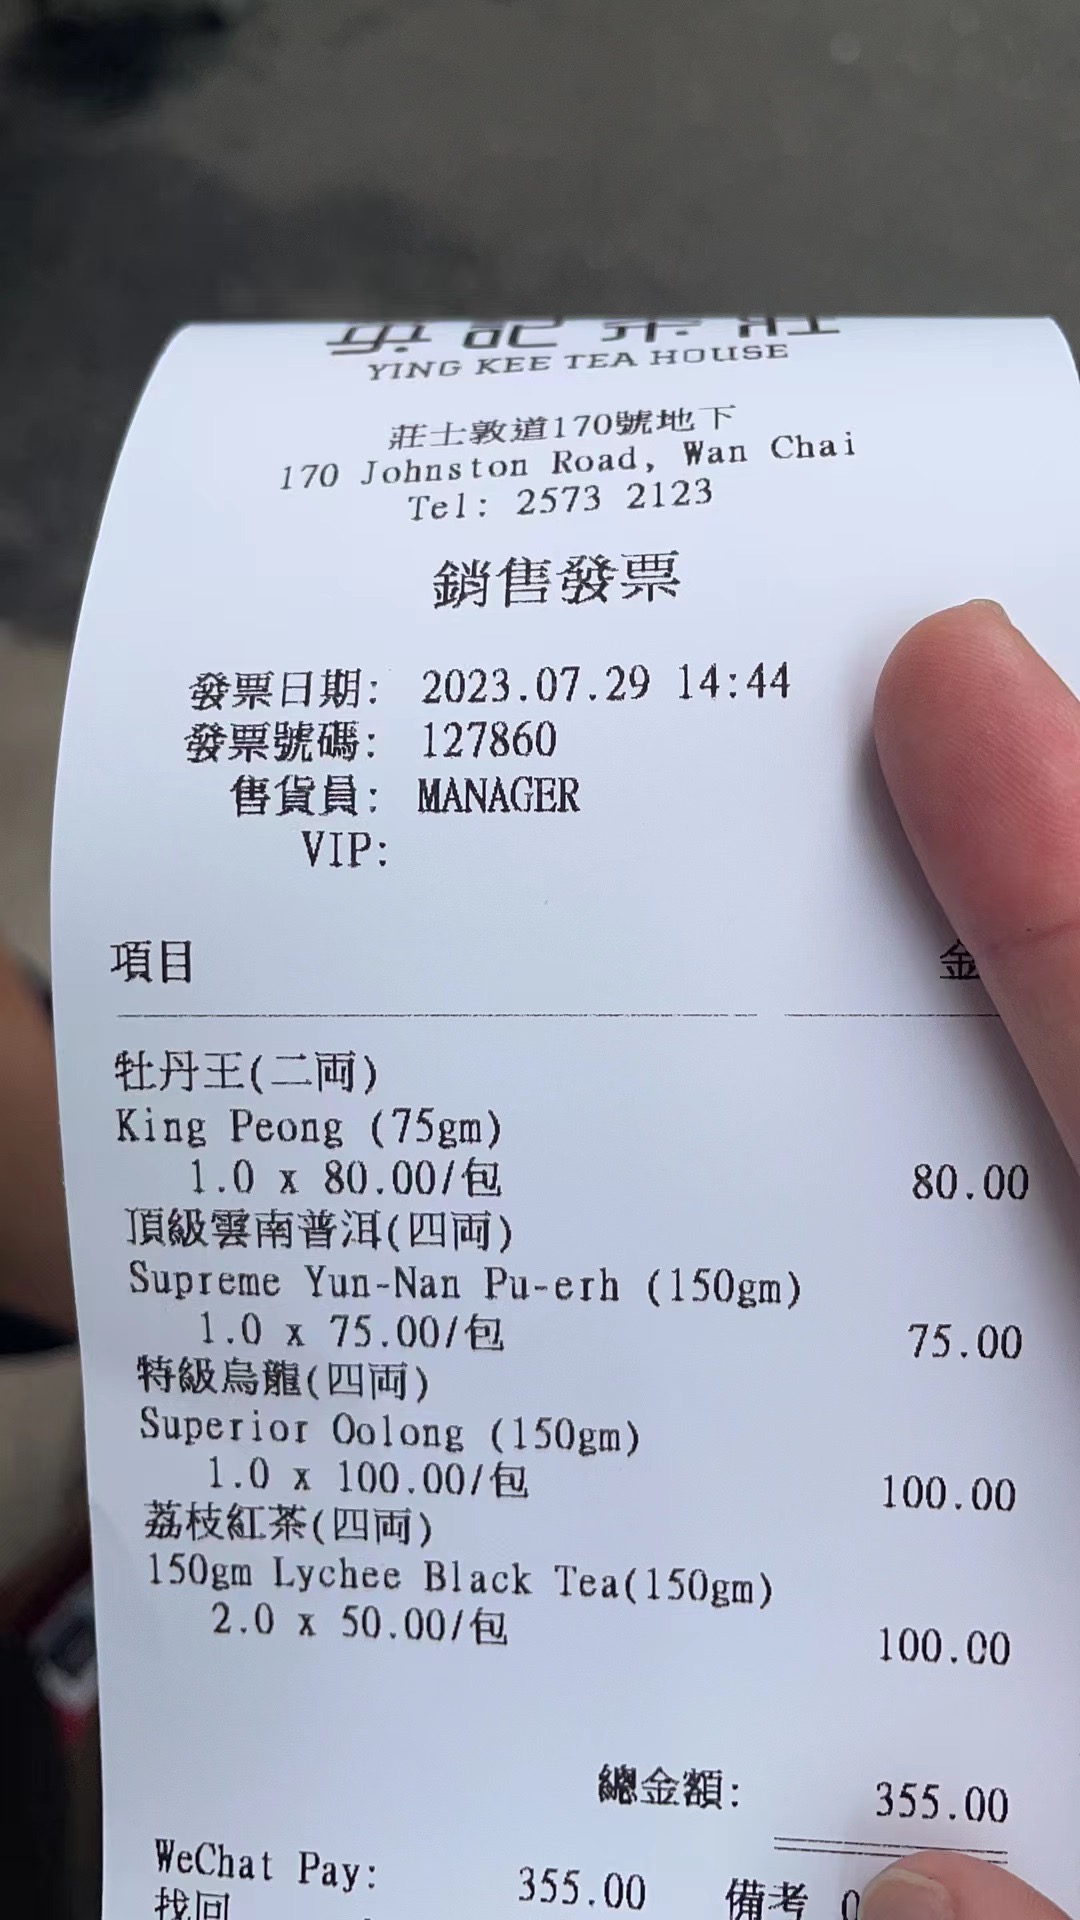 YING KEE TEA HOUSE
莊士敦道170號地下
170 Johnston Road, Wan Chai
Tel: 2573 2123
銷售發票
發票日期: 2023.07.29 14:44
發票號碼: 127860
售貨員: MANAGER
VIP:
項目 金
牡丹王(二両)
King Peong (75gm)
1.0 x 80.00/包 80.00
頂級雲南普洱(四両)
Supreme Yun-Nan Pu-erh (150gm)
1.0 x 75.00/包 75.00
特級烏龍(四両)
Superior Oolong (150gm)
1.0 x 100.00/包 100.00
荔枝紅茶(四両)
150gm Lychee Black Tea(150gm)
2.0 x 50.00/包 100.00
總金額: 355.00
WeChat Pay: 355.00 備考
找回